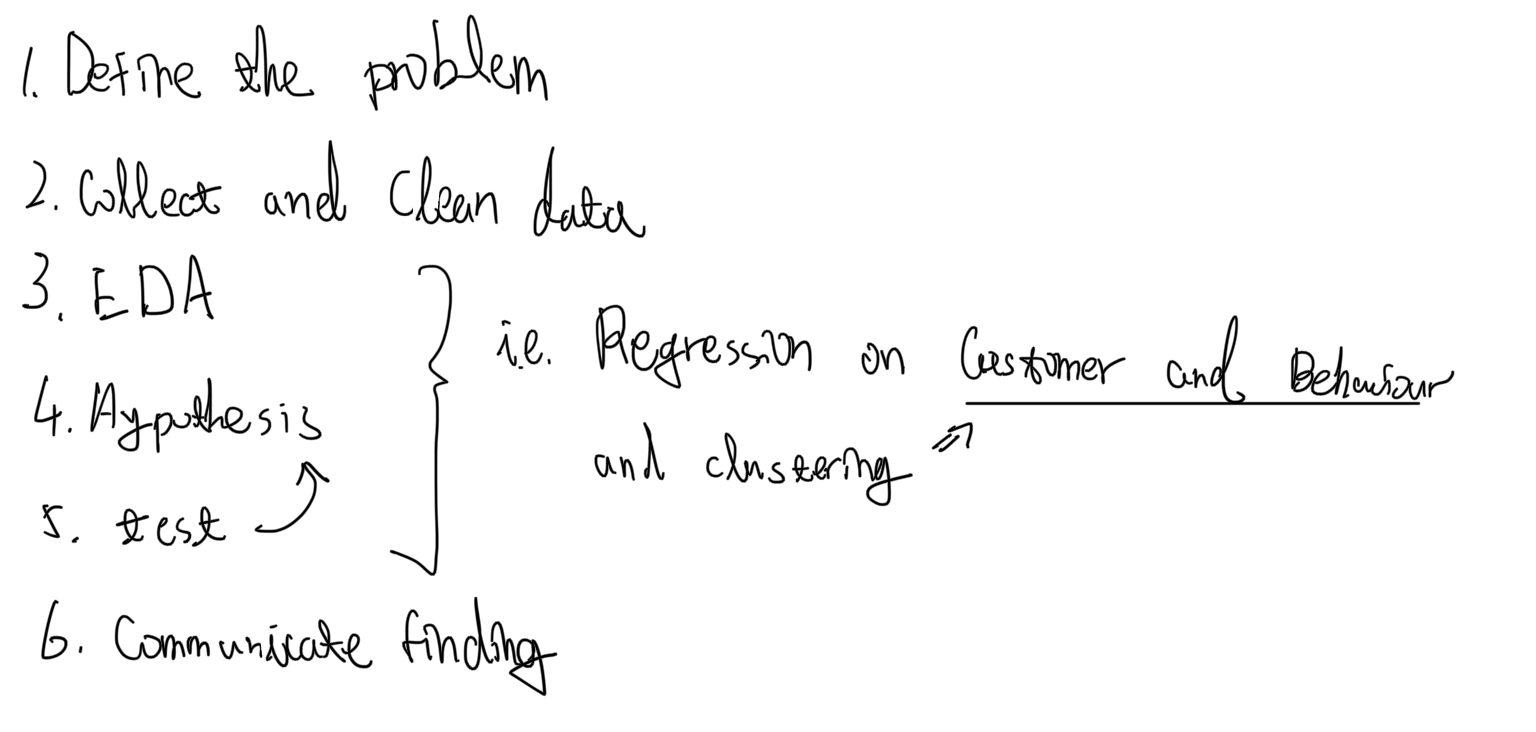 1. Define the problem
2. Collect and Clean data
3. EDA
4. Hypothesis
5. test
6. Communicate finding
i.e. Regression on Customer and Behaviour
and clustering